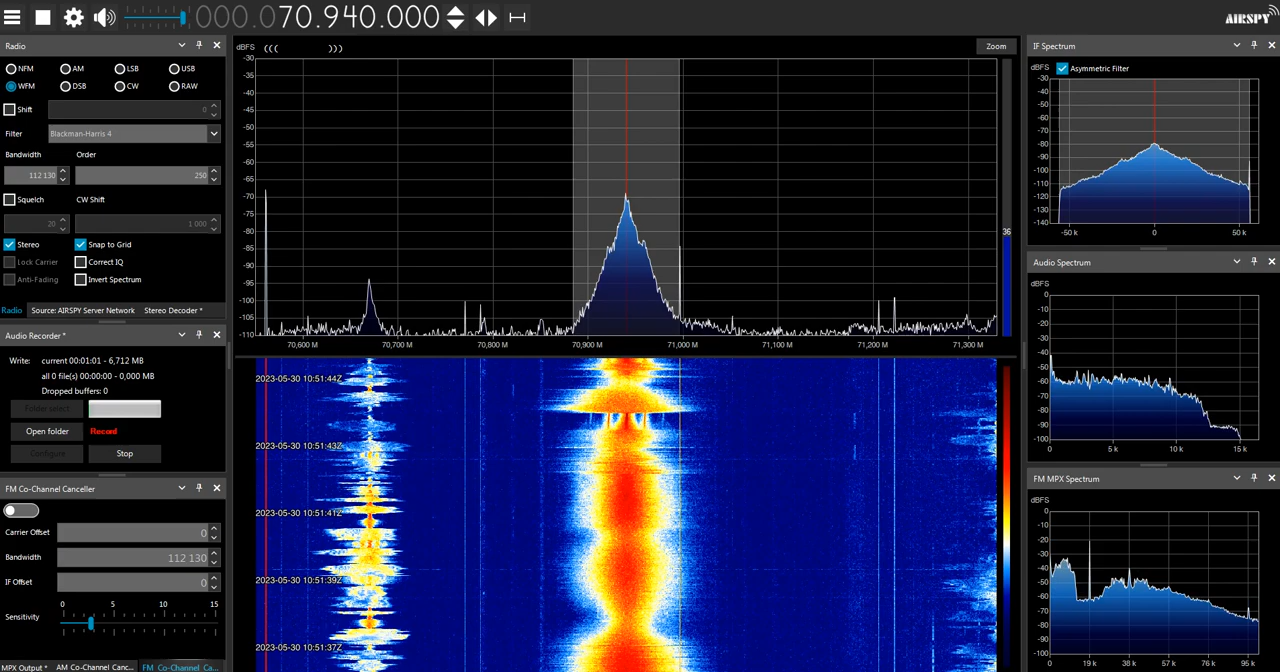 000.070.940.000
AIRSPY
Radio
NFM AM LSB USB
WFM DSB CW RAW
Shift 0
Filter Blackman-Harris 4
Bandwidth Order
112 130 250
Squelch CW Shift
20 1 000
Stereo Snap to Grid
Lock Carrier Correct IQ
Anti-Fading Invert Spectrum
Radio Source: AIRSPY Server Network Stereo Decoder *
Audio Recorder *
Write: current 00:01:01 - 6,712 MB
all 0 file(s) 00:00:00 - 0,000 MB
Dropped buffers: 0
Folder select
Open folder Record
Configure Stop
FM Co-Channel Canceller
Carrier Offset 0
Bandwidth 112 130
IF Offset 0
0 5 10 15
Sensitivity
MPX Output * AM Co-Channel Canc... FM Co-Channel Ca...
dBFS ((( ))) Zoom
-30
-40
-45
-50
-55
-60
-65
-70
-75
-80
-85
-90
-95
-100
-105
-110
36
70,600 M 70,700 M 70,800 M 70,900 M 71,000 M 71,100 M 71,200 M 71,300 M
2023-05-30 10:51:44Z
2023-05-30 10:51:43Z
2023-05-30 10:51:41Z
2023-05-30 10:51:39Z
2023-05-30 10:51:37Z
IF Spectrum
dBFS Asymmetric Filter
-30
-40
-50
-60
-70
-80
-90
-100
-110
-120
-130
-140
-50 k 0 50 k
Audio Spectrum
dBFS
0
-10
-20
-30
-40
-50
-60
-70
-80
-90
-100
0 5 k 10 k 15 k
FM MPX Spectrum
dBFS
0
-10
-20
-30
-40
-50
-60
-70
-80
-90
-100
0 19 k 38 k 57 k 76 k 95 k